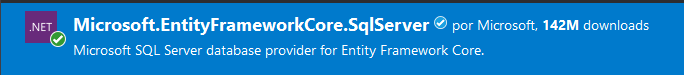 .NET
Microsoft.EntityFrameworkCore.SqlServer por Microsoft, 142M downloads
Microsoft SQL Server database provider for Entity Framework Core.